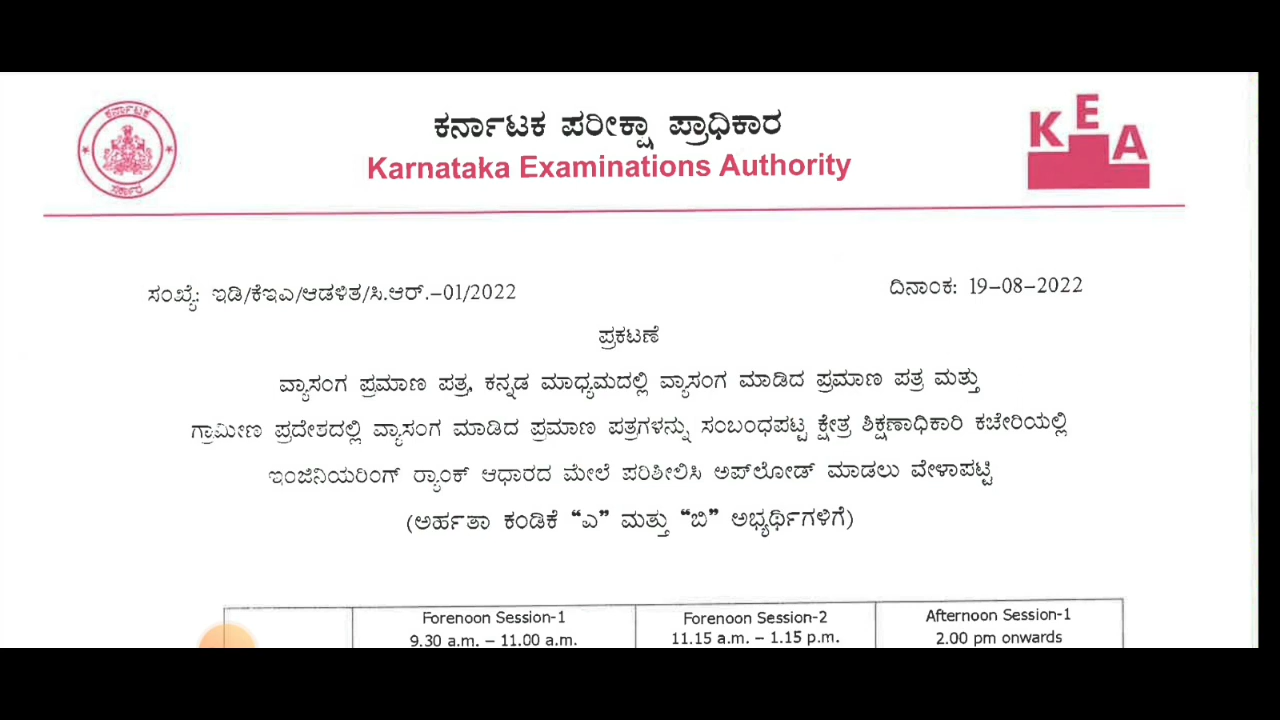 ಕರ್ನಾಟಕ
ಸರ್ಕಾರ
ಕರ್ನಾಟಕ ಪರೀಕ್ಷಾ ಪ್ರಾಧಿಕಾರ
Karnataka Examinations Authority
KEA
ಸಂಖ್ಯೆ: ಇಡಿ/ಕೆಇಎ/ಆಡಳಿತ/ಸಿ.ಆರ್.–01/2022 ದಿನಾಂಕ: 19–08–2022
ಪ್ರಕಟಣೆ
ವ್ಯಾಸಂಗ ಪ್ರಮಾಣ ಪತ್ರ, ಕನ್ನಡ ಮಾಧ್ಯಮದಲ್ಲಿ ವ್ಯಾಸಂಗ ಮಾಡಿದ ಪ್ರಮಾಣ ಪತ್ರ ಮತ್ತು
ಗ್ರಾಮೀಣ ಪ್ರದೇಶದಲ್ಲಿ ವ್ಯಾಸಂಗ ಮಾಡಿದ ಪ್ರಮಾಣ ಪತ್ರಗಳನ್ನು ಸಂಬಂಧಪಟ್ಟ ಕ್ಷೇತ್ರ ಶಿಕ್ಷಣಾಧಿಕಾರಿ ಕಚೇರಿಯಲ್ಲಿ
ಇಂಜಿನಿಯರಿಂಗ್ ರ‍್ಯಾಂಕ್ ಆಧಾರದ ಮೇಲೆ ಪರಿಶೀಲಿಸಿ ಅಪ್‌ಲೋಡ್ ಮಾಡಲು ವೇಳಾಪಟ್ಟಿ
(ಅರ್ಹತಾ ಕಂಡಿಕೆ “ಎ” ಮತ್ತು “ಬಿ” ಅಭ್ಯರ್ಥಿಗಳಿಗೆ)
Forenoon Session-1 Forenoon Session-2 Afternoon Session-1
9.30 a.m. – 11.00 a.m. 11.15 a.m. – 1.15 p.m. 2.00 pm onwards